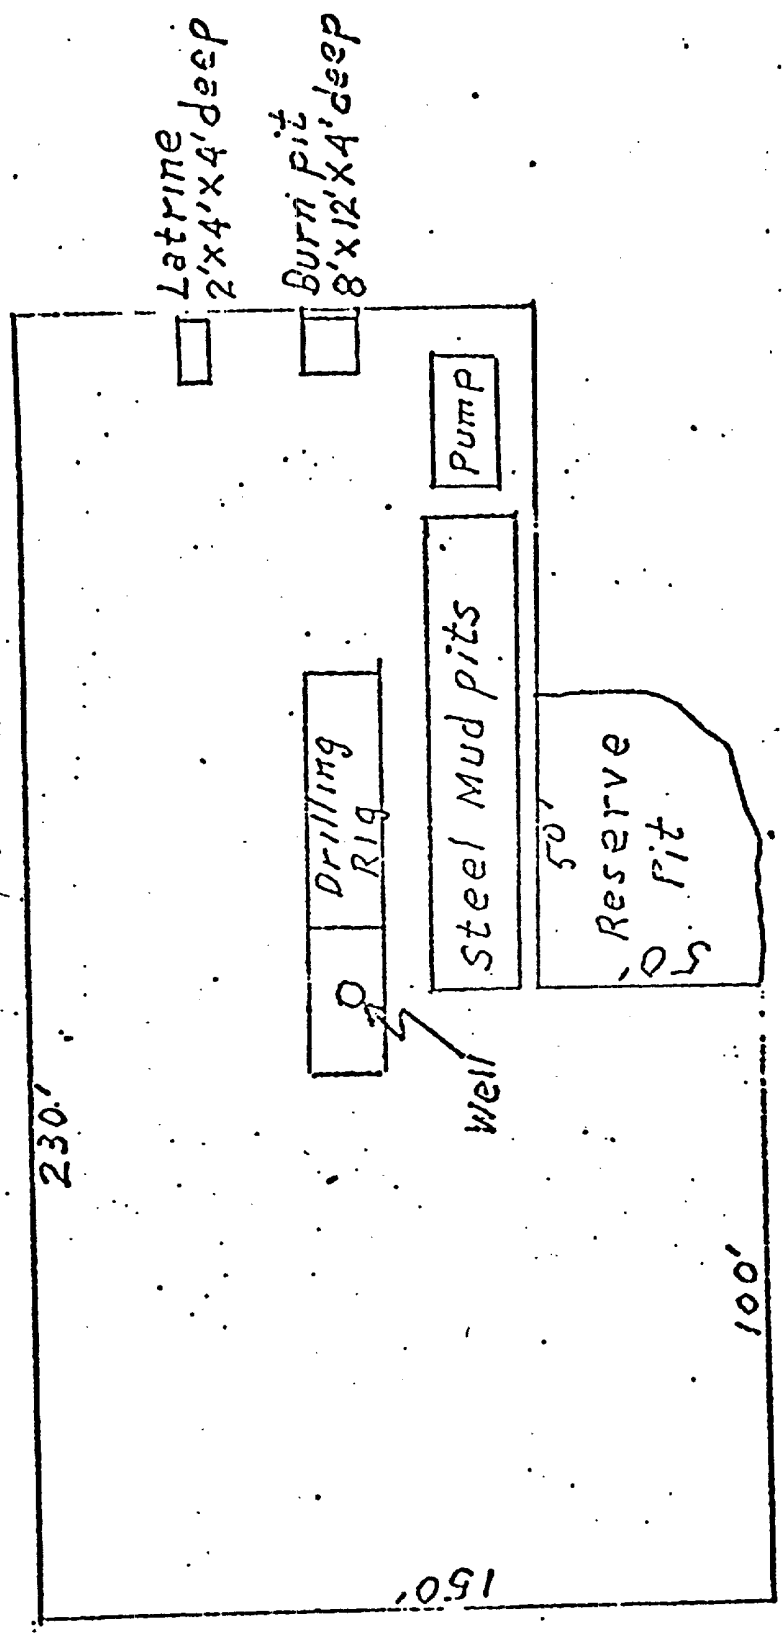 230'
Latrine
2'x4'x4'deep
Burn pit
8'x12'x4'deep
Drilling
Rig
Well
Pump
Steel Mud pits
50'
Reserve
Pit
50'
150'
100'